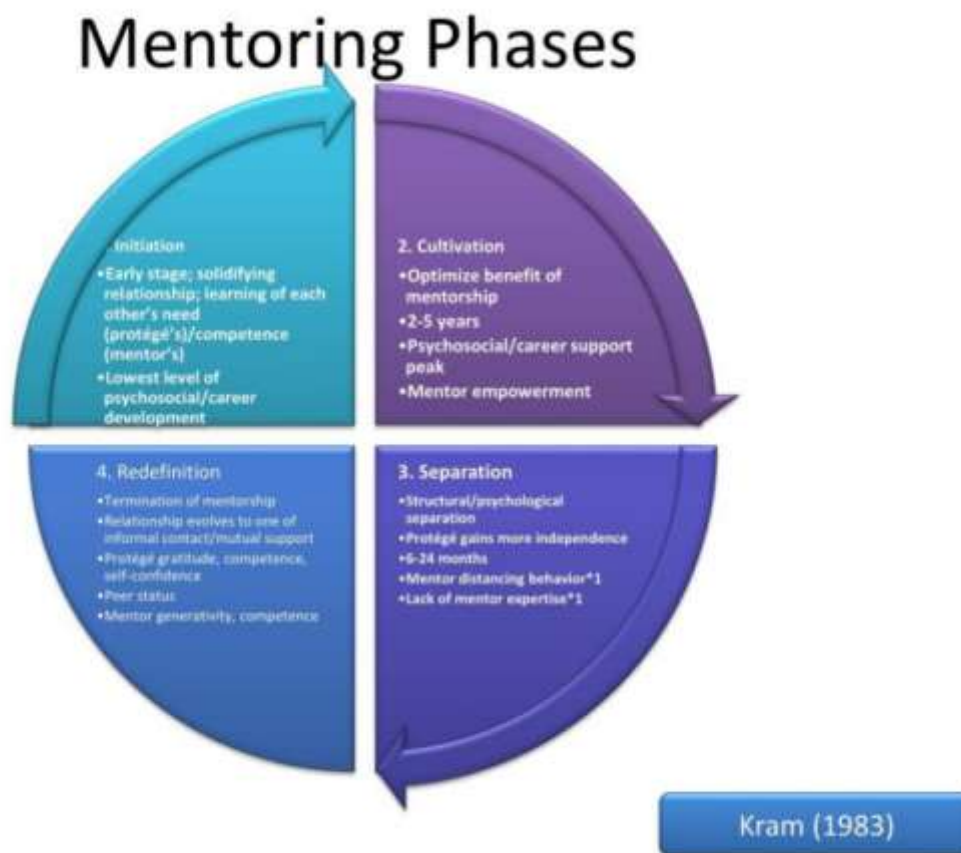 Mentoring Phases
Initiation
•Early stage; solidifying
relationship; learning of each
other's need
(protégé's)/competence
(mentor's)
•Lowest level of
psychosocial/career
development
2. Cultivation
•Optimize benefit of
mentorship
•2-5 years
•Psychosocial/career support
peak
•Mentor empowerment
3. Separation
•Structural/psychological
separation
•Protégé gains more independence
•6-24 months
•Mentor distancing behavior*1
•Lack of mentor expertise*1
4. Redefinition
•Termination of mentorship
•Relationship evolves to one of
informal contact/mutual support
•Protégé gratitude, competence,
self-confidence
•Peer status
•Mentor generativity, competence
Kram (1983)